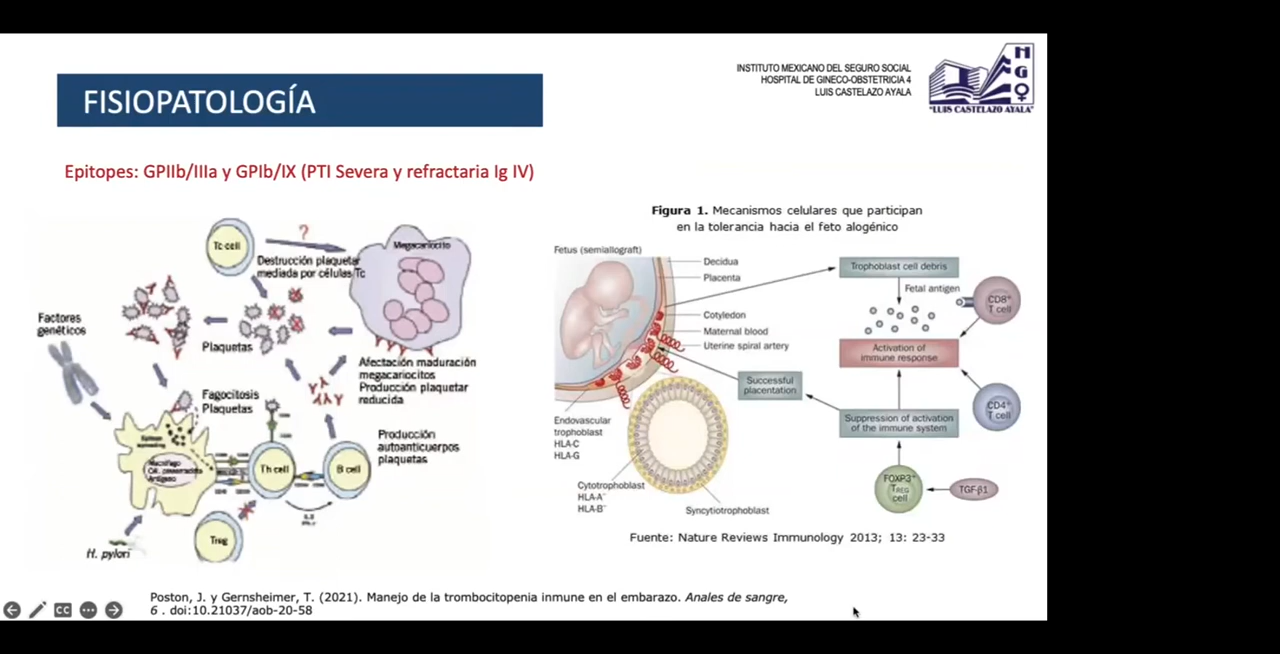 INSTITUTO MEXICANO DEL SEGURO SOCIAL
HOSPITAL DE GINECO-OBSTETRICIA 4
LUIS CASTELAZO AYALA
N
G
"LUIS CASTELAZO AYALA"
FISIOPATOLOGÍA
Epitopes: GPIIb/IIIa y GPIb/IX (PTI Severa y refractaria Ig IV)
Tc cell
?
Megacariocito
Destrucción plaquetar
mediada por células Tc
Factores
genéticos
Plaquetas
Afectación maduración
megacariocitos
Producción plaquetar
reducida
Fagocitosis
Plaquetas
Producción
autoanticuerpos
plaquetas
Th cell
B cell
Treg
H. pylori
Figura 1. Mecanismos celulares que participan
en la tolerancia hacia el feto alogénico
Fetus (semiallograft)
Decidua
Placenta
Cotyledon
Maternal blood
Uterine spiral artery
Successful
placentation
Endovascular
trophoblast
HLA-C
HLA-G
Cytotrophoblast
HLA-A⁻
HLA-B⁻
Syncytiotrophoblast
Trophoblast cell debris
Fetal antigen
CD8⁺
T cell
Activation of
immune response
CD4⁺
T cell
Suppression of activation
of the immune system
FOXP3⁺
TREG
cell
TGF-β1
Fuente: Nature Reviews Immunology 2013; 13: 23-33
Poston, J. y Gernsheimer, T. (2021). Manejo de la trombocitopenia inmune en el embarazo. Anales de sangre,
6 . doi:10.21037/aob-20-58
CC